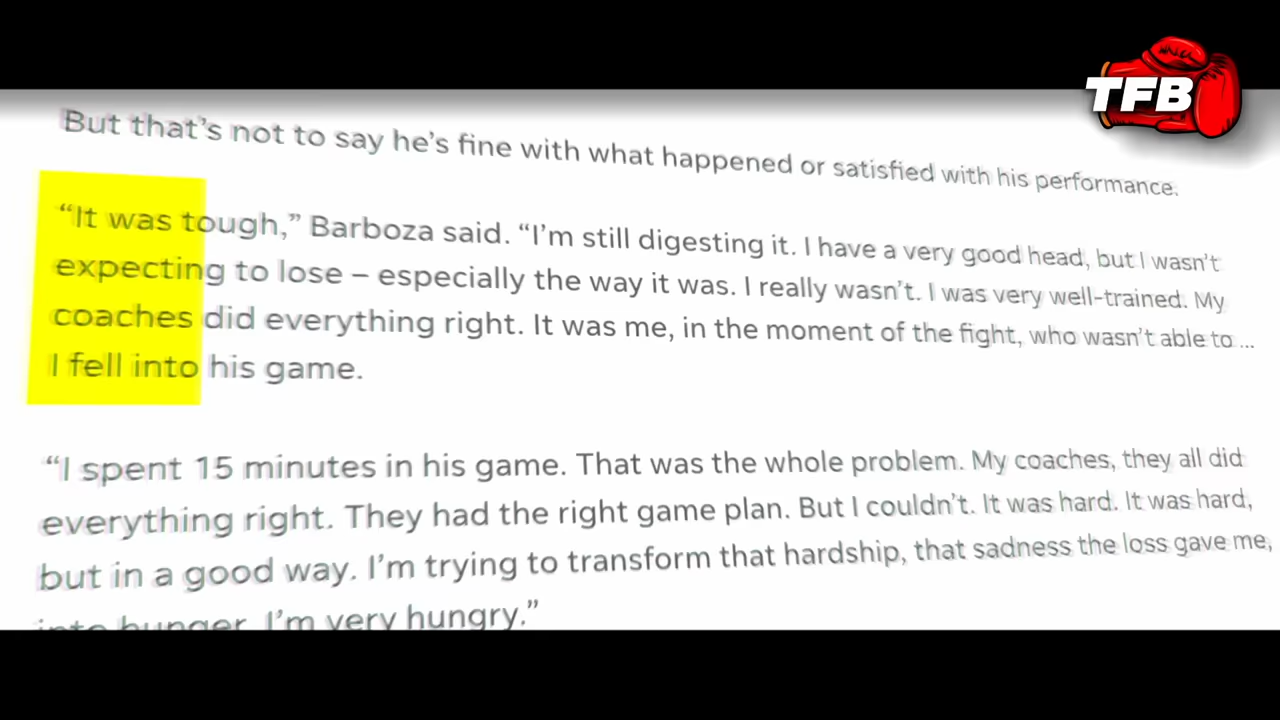 TFB
But that’s not to say he’s fine with what happened or satisfied with his performance.
“It was tough,” Barboza said. “I’m still digesting it. I have a very good head, but I wasn’t
expecting to lose – especially the way it was. I really wasn’t. I was very well-trained. My
coaches did everything right. It was me, in the moment of the fight, who wasn’t able to ...
I fell into his game.
“I spent 15 minutes in his game. That was the whole problem. My coaches, they all did
everything right. They had the right game plan. But I couldn’t. It was hard. It was hard,
but in a good way. I’m trying to transform that hardship, that sadness the loss gave me,
into hunger. I’m very hungry.”